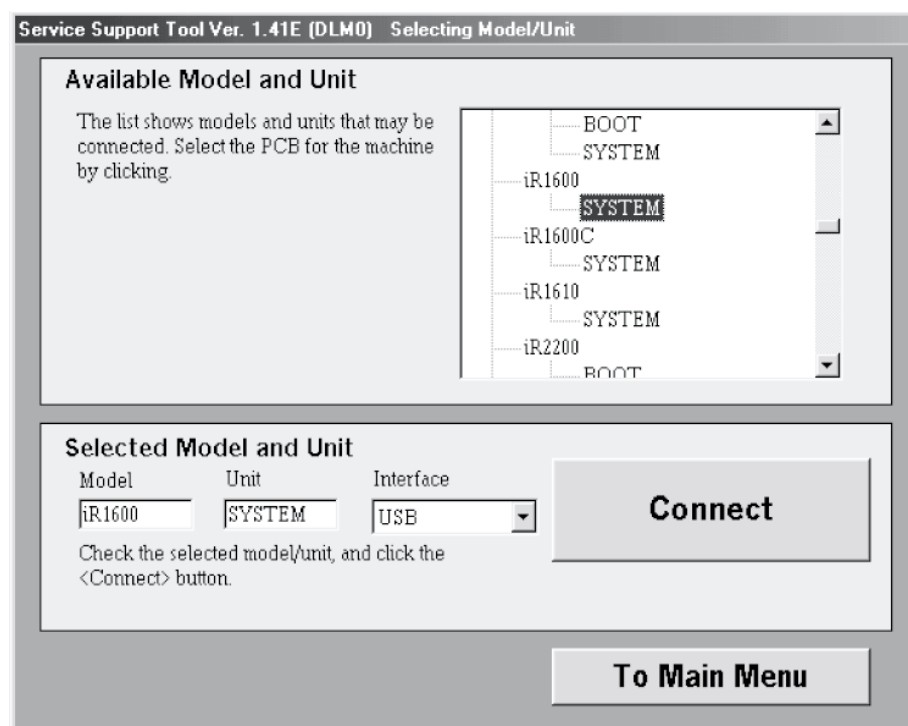 Service Support Tool Ver. 1.41E (DLM0) Selecting Model/Unit
Available Model and Unit
The list shows models and units that may be
connected. Select the PCB for the machine
by clicking.
BOOT
SYSTEM
iR1600
SYSTEM
iR1600C
SYSTEM
iR1610
SYSTEM
iR2200
BOOT
Selected Model and Unit
Model Unit Interface
iR1600 SYSTEM USB
Check the selected model/unit, and click the
<Connect> button.
Connect
To Main Menu